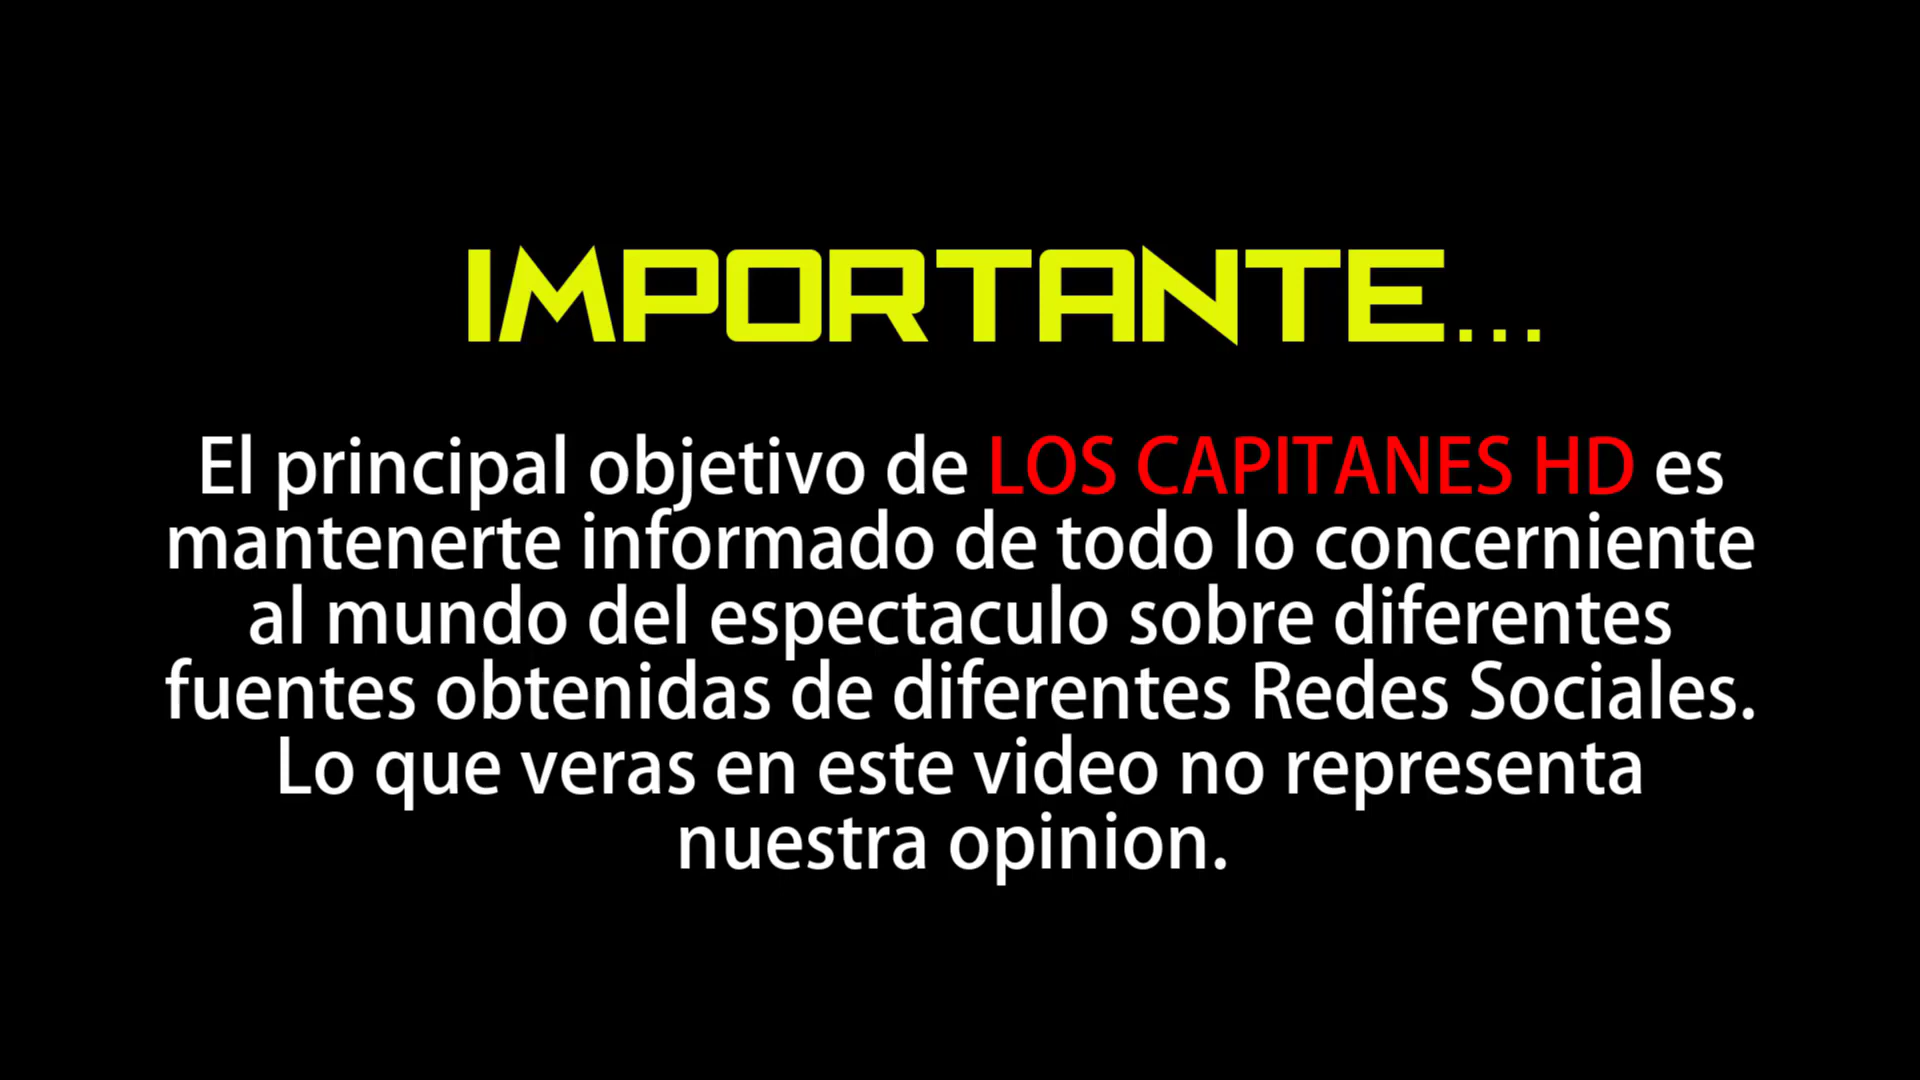 IMPORTANTE...
El principal objetivo de LOS CAPITANES HD es
mantenerte informado de todo lo concerniente
al mundo del espectaculo sobre diferentes
fuentes obtenidas de diferentes Redes Sociales.
Lo que veras en este video no representa
nuestra opinion.